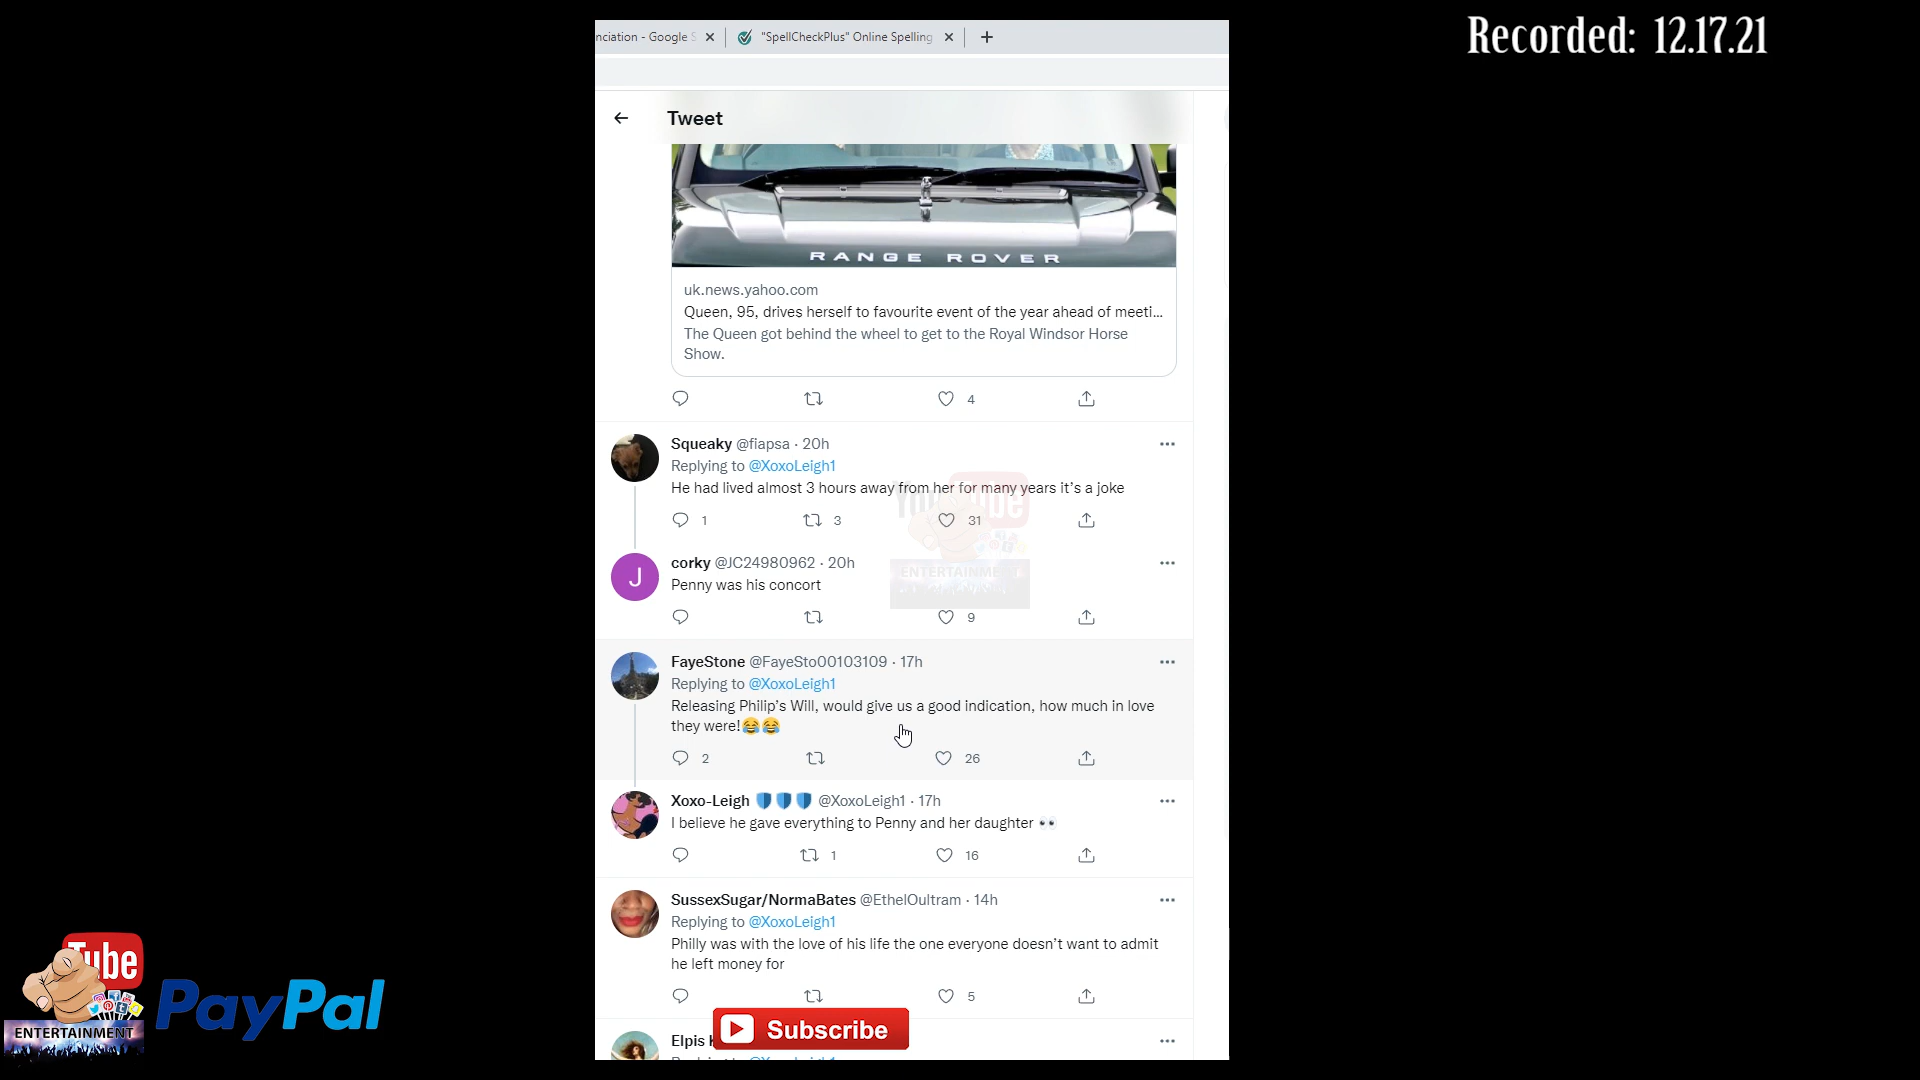 Recorded: 12.17.21
nciation - Google S
"SpellCheckPlus" Online Spelling
Tweet
RANGE ROVER
uk.news.yahoo.com
Queen, 95, drives herself to favourite event of the year ahead of meeti...
The Queen got behind the wheel to get to the Royal Windsor Horse
Show.
4
Squeaky @fiapsa · 20h
Replying to @XoxoLeigh1
He had lived almost 3 hours away from her for many years it's a joke
1 3 31
YouTube
corky @JC24980962 · 20h
ENTERTAINMENT
Penny was his concort
9
FayeStone @FayeSto00103109 · 17h
Replying to @XoxoLeigh1
Releasing Philip's Will, would give us a good indication, how much in love
they were!😂😂
2 26
Xoxo-Leigh 🛡️🛡️🛡️ @XoxoLeigh1 · 17h
I believe he gave everything to Penny and her daughter 👀
1 16
SussexSugar/NormaBates @EthelOultram · 14h
Replying to @XoxoLeigh1
Philly was with the love of his life the one everyone doesn't want to admit
he left money for
5
Tube
PayPal
ENTERTAINMENT
Subscribe
Elpis